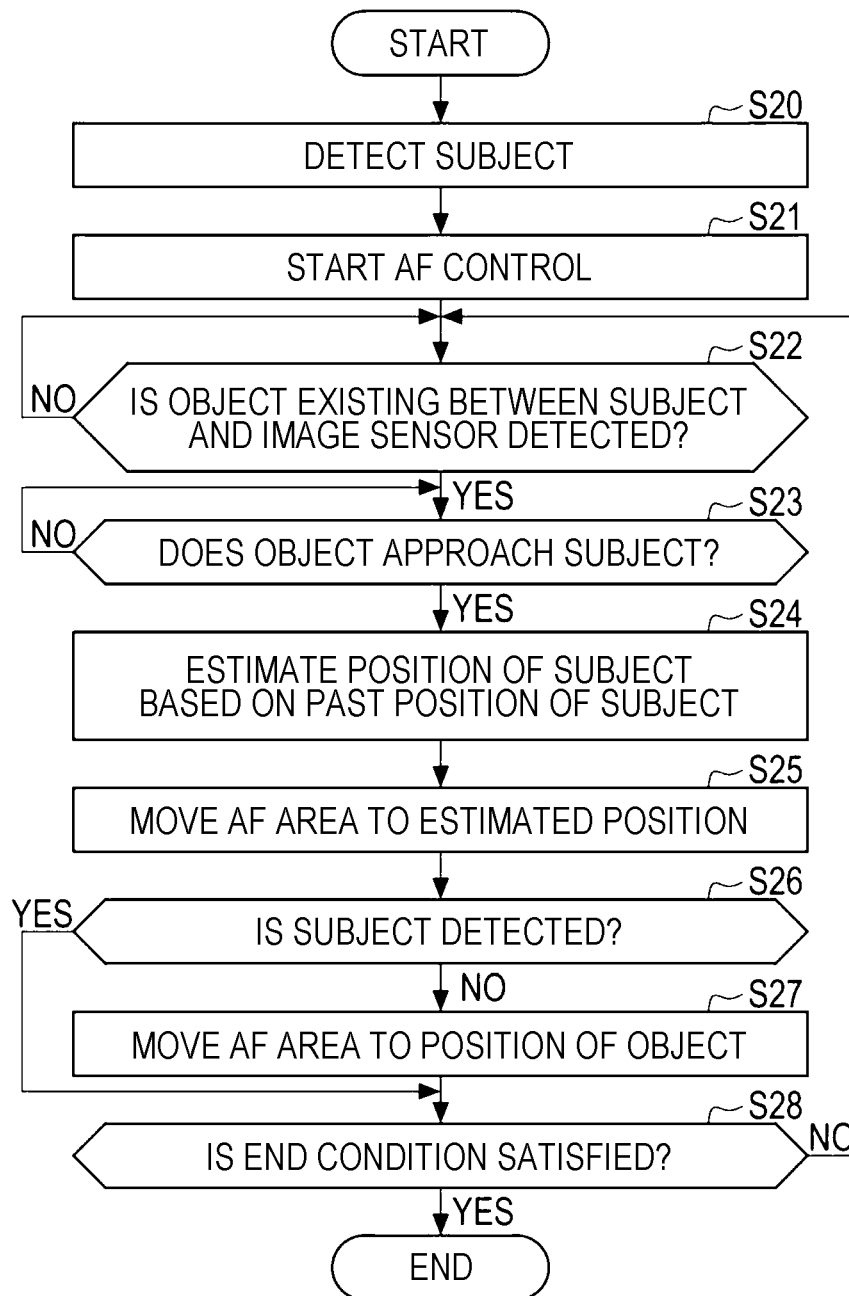 START
S20
DETECT SUBJECT
S21
START AF CONTROL
S22
NO
IS OBJECT EXISTING BETWEEN SUBJECT
AND IMAGE SENSOR DETECTED?
YES
S23
NO
DOES OBJECT APPROACH SUBJECT?
YES
S24
ESTIMATE POSITION OF SUBJECT
BASED ON PAST POSITION OF SUBJECT
S25
MOVE AF AREA TO ESTIMATED POSITION
S26
YES
IS SUBJECT DETECTED?
NO
S27
MOVE AF AREA TO POSITION OF OBJECT
S28
IS END CONDITION SATISFIED?
NO
YES
END